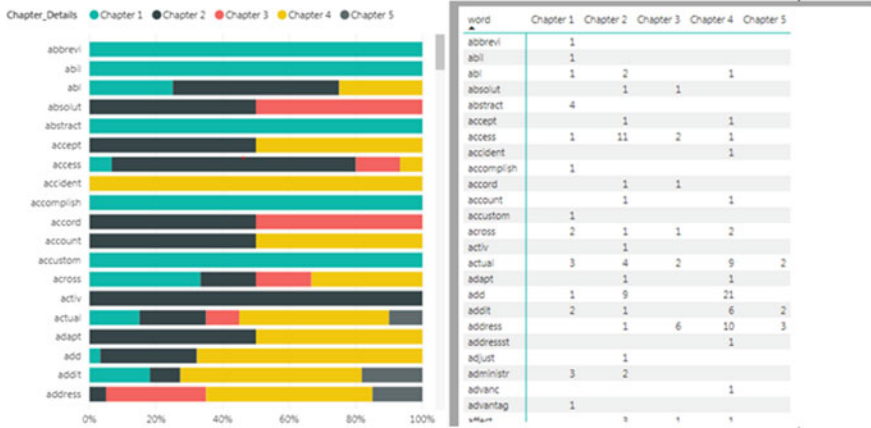 Chapter_Details Chapter 1 Chapter 2 Chapter 3 Chapter 4 Chapter 5
abbrevi
abil
abl
absolut
abstract
accept
access
accident
accomplish
accord
account
accustom
across
activ
actual
adapt
add
addit
address
0% 20% 40% 60% 80% 100%
word Chapter 1 Chapter 2 Chapter 3 Chapter 4 Chapter 5
abbrevi 1
abil 1
abl 1 2 1
absolut 1 1
abstract 4
accept 1 1
access 1 11 2 1
accident 1
accomplish 1
accord 1 1
account 1 1
accustom 1
across 2 1 1 2
activ 1
actual 3 4 2 9 2
adapt 1 1
add 1 9 21
addit 2 1 6 2
address 1 6 10 3
addressst 1
adjust 1
administr 3 2
advanc 1
advantag 1
affect 3 1 1